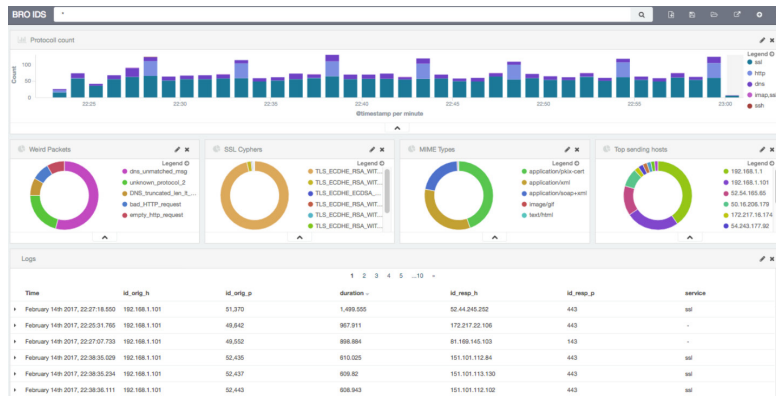 BRO IDS *
Protocoll count
Legend
Count
100
50
0
22:25 22:30 22:35 22:40 22:45 22:50 22:55 23:00
@timestamp per minute
ssl
http
dns
imap,ssl
ssh
Weird Packets
Legend
dns_unmatched_msg
unknown_protocol_2
DNS_truncated_len_lt_...
bad_HTTP_request
empty_http_request
SSL Cyphers
Legend
TLS_ECDHE_RSA_WIT...
TLS_ECDHE_RSA_WIT...
TLS_ECDHE_ECDSA_...
TLS_ECDHE_RSA_WIT...
TLS_ECDHE_RSA_WIT...
MIME Types
Legend
application/pkix-cert
application/xml
application/soap+xml
image/gif
text/html
Top sending hosts
Legend
192.168.1.1
192.168.1.101
52.54.165.65
50.16.206.179
172.217.16.174
54.243.177.92
Logs
1 2 3 4 5 ...10 »
Time id_orig_h id_orig_p duration id_resp_h id_resp_p service
February 14th 2017, 22:27:18.550 192.168.1.101 51,370 1,499.555 52.44.245.252 443 ssl
February 14th 2017, 22:25:31.765 192.168.1.101 49,642 967.911 172.217.22.106 443 -
February 14th 2017, 22:27:07.733 192.168.1.101 49,552 898.884 81.169.145.103 143 -
February 14th 2017, 22:38:35.029 192.168.1.101 52,435 610.025 151.101.112.84 443 ssl
February 14th 2017, 22:38:35.234 192.168.1.101 52,437 609.82 151.101.113.130 443 ssl
February 14th 2017, 22:38:36.111 192.168.1.101 52,443 608.943 151.101.112.102 443 ssl